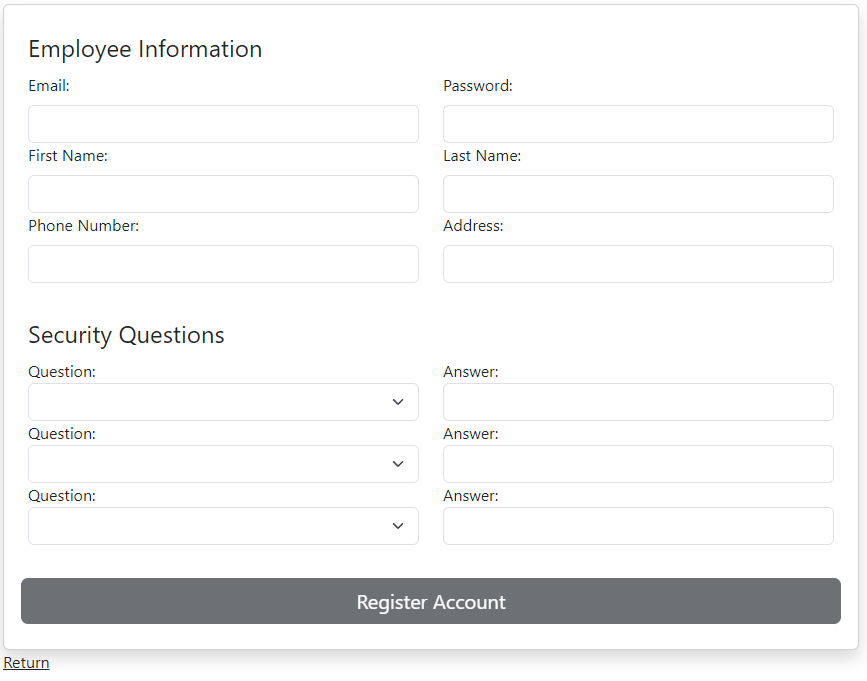 Employee Information
Email: Password:
First Name: Last Name:
Phone Number: Address:
Security Questions
Question: Answer:
Question: Answer:
Question: Answer:
Register Account
Return